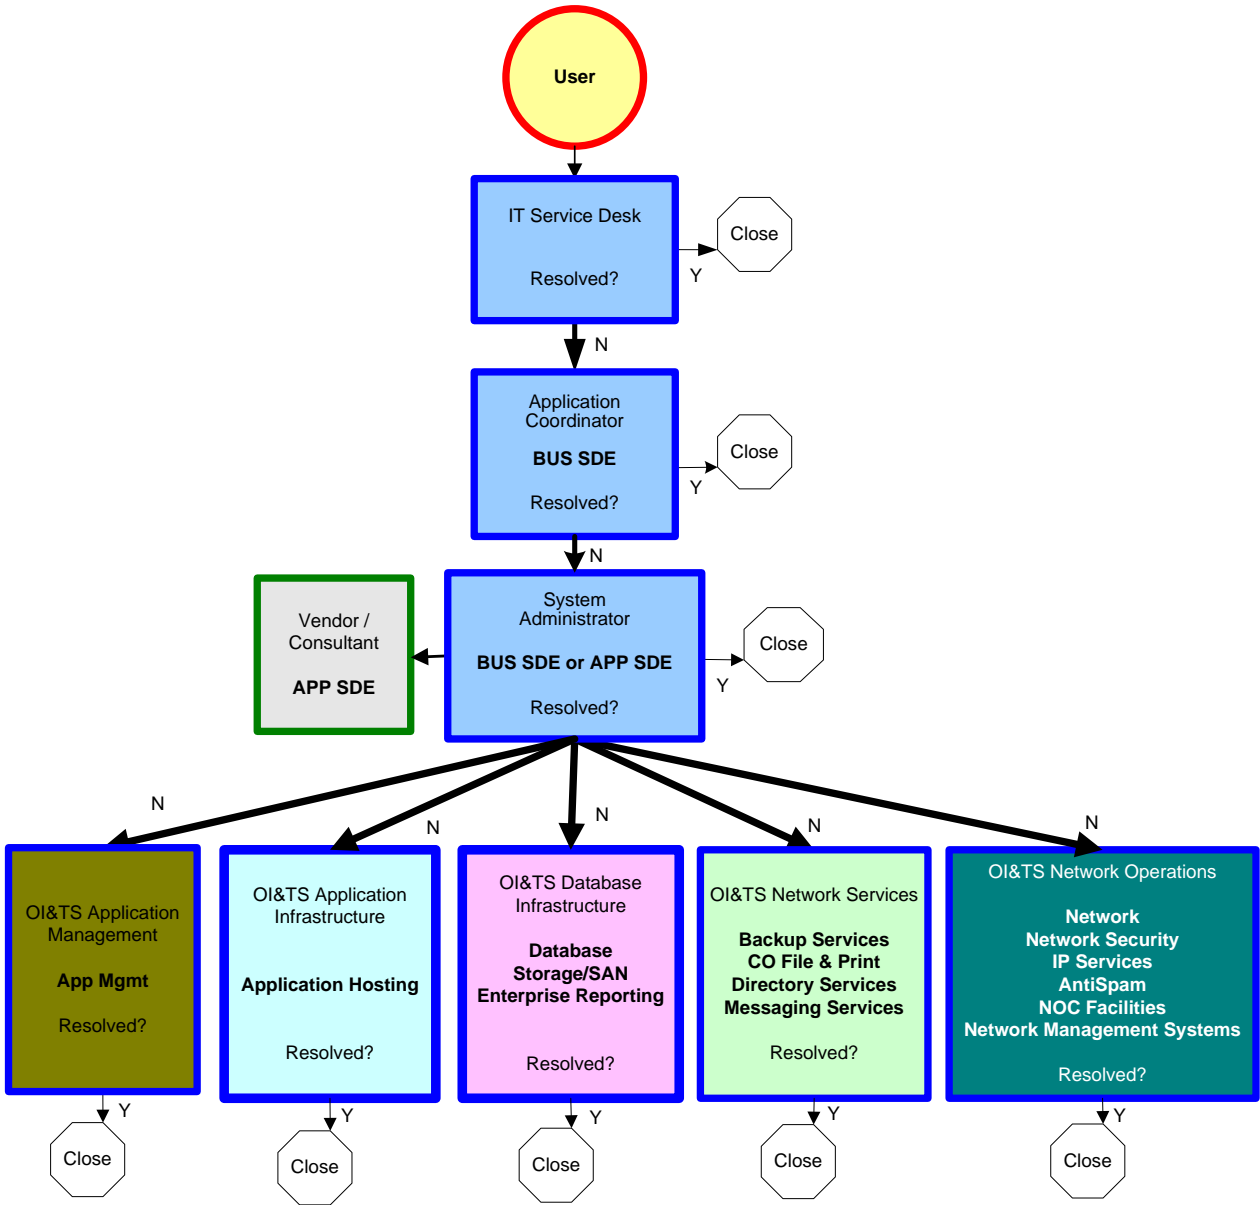 User
IT Service Desk
Resolved?
Close
Y
N
Application
Coordinator
BUS SDE
Resolved?
Close
Y
N
Vendor /
Consultant
APP SDE
System
Administrator
BUS SDE or APP SDE
Resolved?
Close
Y
N
N
N
N
N
OI&TS Application
Management
App Mgmt
Resolved?
OI&TS Application
Infrastructure
Application Hosting
Resolved?
OI&TS Database
Infrastructure
Database
Storage/SAN
Enterprise Reporting
Resolved?
OI&TS Network Services
Backup Services
CO File & Print
Directory Services
Messaging Services
Resolved?
OI&TS Network Operations
Network
Network Security
IP Services
AntiSpam
NOC Facilities
Network Management Systems
Resolved?
Y
Y
Y
Y
Y
Close
Close
Close
Close
Close